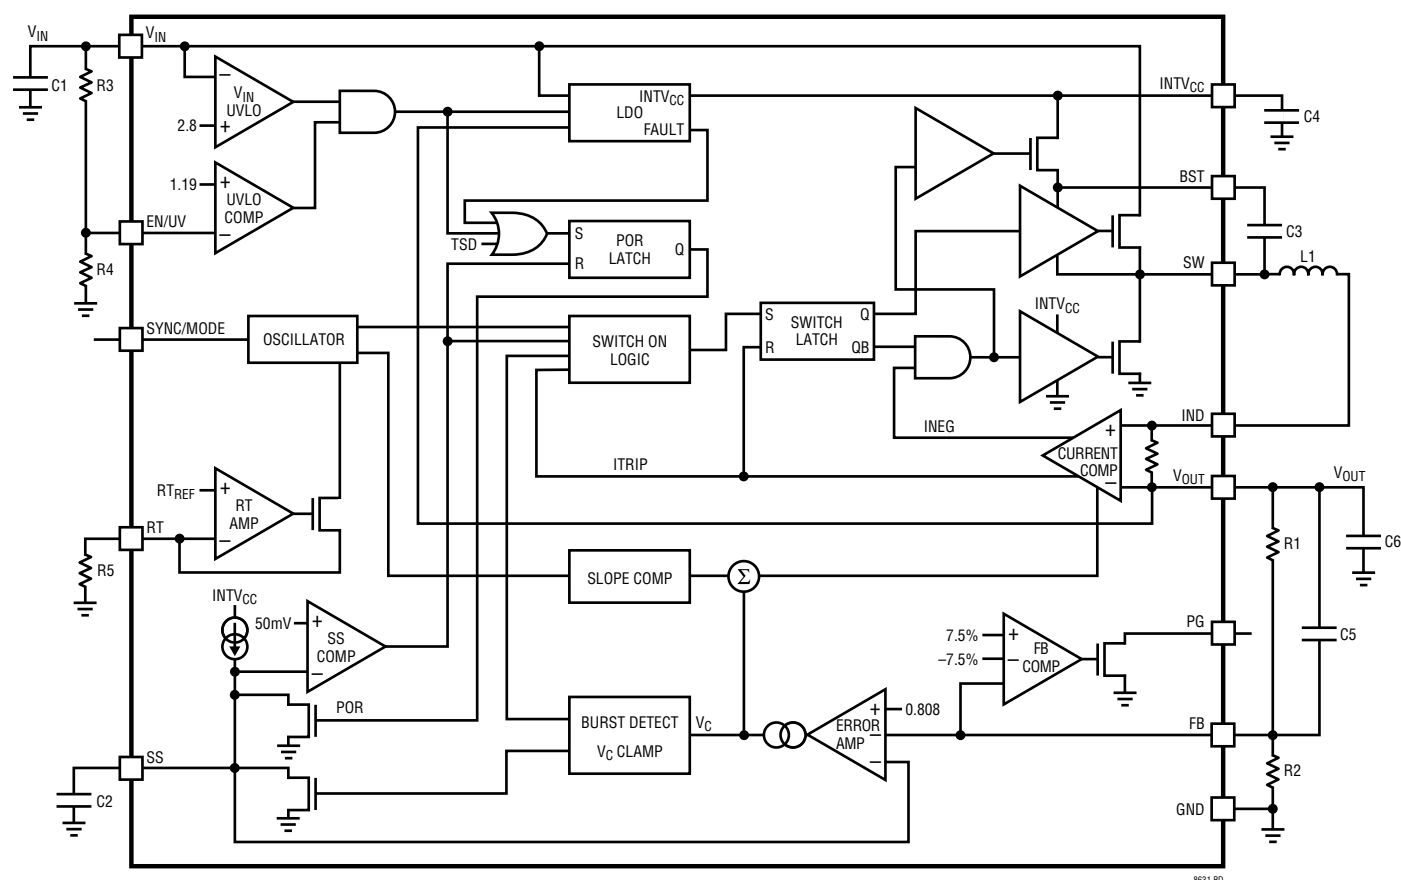 VIN
VIN
C1
R3
VIN
UVLO
2.8
−
+
1.19
+
UVLO
COMP
−
EN/UV
R4
INTVCC
LDO
FAULT
TSD
S
POR
LATCH
Q
R
INTVCC
C4
BST
C3
SW
L1
SYNC/MODE
OSCILLATOR
SWITCH ON
LOGIC
S
SWITCH
LATCH
Q
R
QB
INTVCC
INEG
+
CURRENT
COMP
−
IND
ITRIP
VOUT
VOUT
RTREF
+
RT
AMP
−
RT
R5
SLOPE COMP
Σ
R1
C6
INTVCC
50mV
+
SS
COMP
−
POR
7.5%
+
−7.5%
−
FB
COMP
PG
C5
BURST DETECT
VC CLAMP
VC
+
0.808
ERROR
AMP
−
−
FB
SS
C2
R2
GND
8631 BD